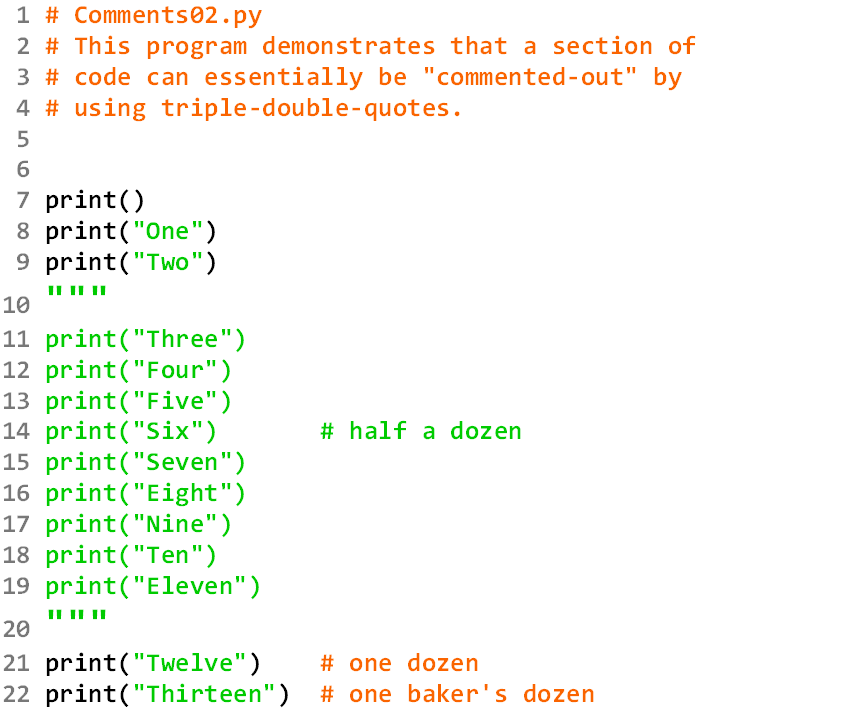 1 # Comments02.py
2 # This program demonstrates that a section of
3 # code can essentially be "commented-out" by
4 # using triple-double-quotes.
5
6
7 print()
8 print("One")
9 print("Two")
10 """
11 print("Three")
12 print("Four")
13 print("Five")
14 print("Six")       # half a dozen
15 print("Seven")
16 print("Eight")
17 print("Nine")
18 print("Ten")
19 print("Eleven")
20 """
21 print("Twelve")    # one dozen
22 print("Thirteen")  # one baker's dozen